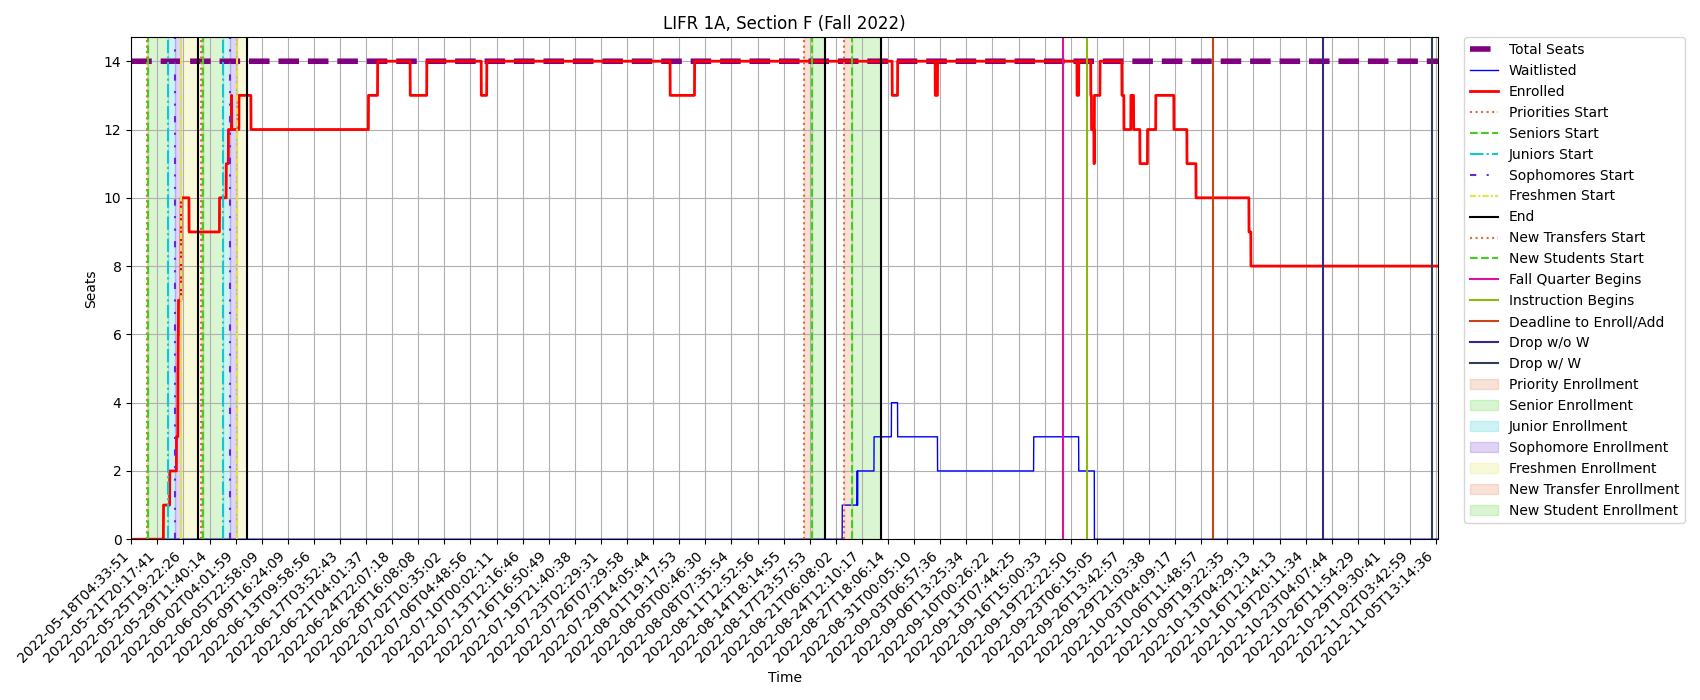 LIFR 1A, Section F (Fall 2022)
Seats
14
12
10
8
6
4
2
0
2022-05-18T04:33:51
2022-05-21T20:17:41
2022-05-25T19:22:26
2022-05-29T11:40:14
2022-06-02T04:01:59
2022-06-05T22:58:09
2022-06-09T16:24:09
2022-06-13T09:58:56
2022-06-17T03:52:43
2022-06-21T04:01:37
2022-06-24T22:07:18
2022-06-28T16:08:08
2022-07-02T10:35:02
2022-07-06T04:48:56
2022-07-10T00:02:11
2022-07-13T12:16:46
2022-07-16T16:50:49
2022-07-19T21:40:38
2022-07-23T02:29:31
2022-07-26T07:29:58
2022-07-29T14:05:44
2022-08-01T19:17:53
2022-08-05T00:46:30
2022-08-08T07:35:54
2022-08-11T12:52:56
2022-08-14T18:14:55
2022-08-17T23:57:53
2022-08-21T06:08:02
2022-08-24T12:10:17
2022-08-27T18:06:14
2022-08-31T00:05:10
2022-09-03T06:57:36
2022-09-06T13:25:34
2022-09-10T00:26:22
2022-09-13T07:44:25
2022-09-16T15:00:33
2022-09-19T22:22:50
2022-09-23T06:15:05
2022-09-26T13:42:57
2022-09-29T21:03:38
2022-10-03T04:09:17
2022-10-06T11:48:57
2022-10-09T19:22:35
2022-10-13T04:29:13
2022-10-16T12:14:13
2022-10-19T20:11:34
2022-10-23T04:07:44
2022-10-26T11:54:29
2022-10-29T19:30:41
2022-11-02T03:42:59
2022-11-05T13:14:36
Time
Total Seats
Waitlisted
Enrolled
Priorities Start
Seniors Start
Juniors Start
Sophomores Start
Freshmen Start
End
New Transfers Start
New Students Start
Fall Quarter Begins
Instruction Begins
Deadline to Enroll/Add
Drop w/o W
Drop w/ W
Priority Enrollment
Senior Enrollment
Junior Enrollment
Sophomore Enrollment
Freshmen Enrollment
New Transfer Enrollment
New Student Enrollment